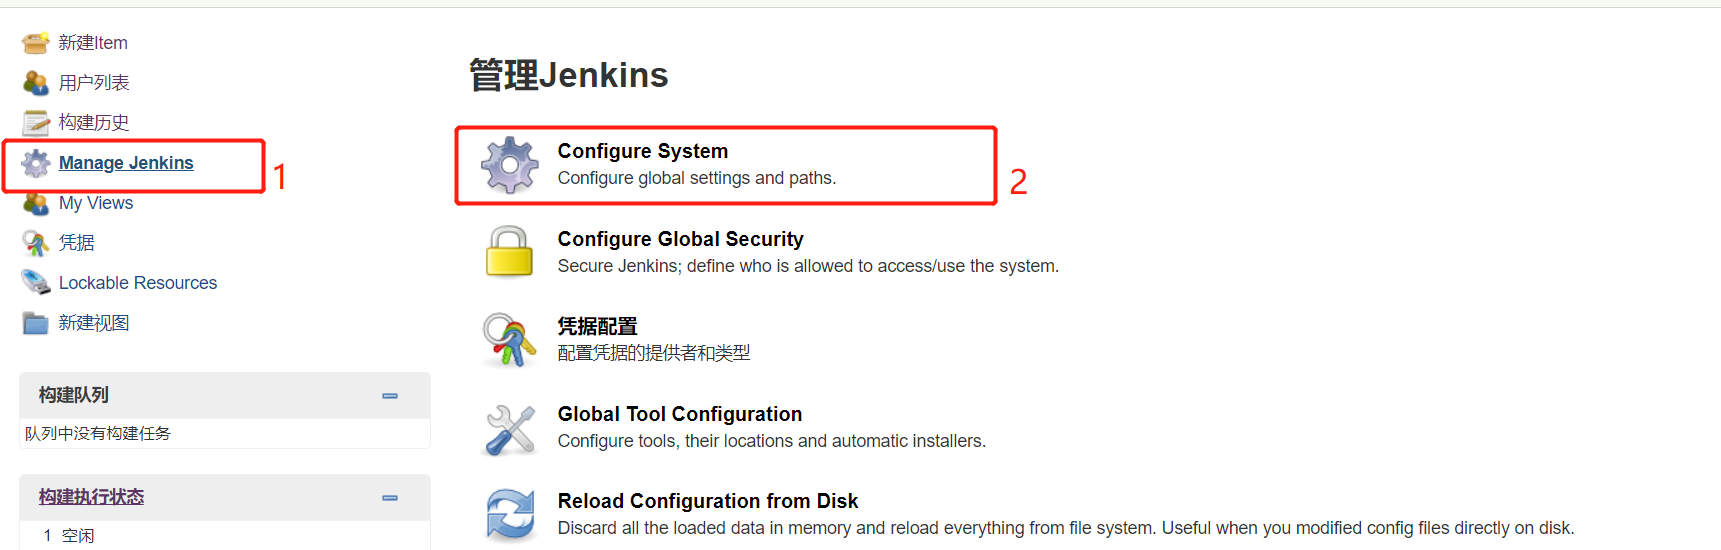 新建Item
用户列表
构建历史
Manage Jenkins
1
My Views
凭据
Lockable Resources
新建视图
构建队列
队列中没有构建任务
构建执行状态
1 空闲
管理Jenkins
Configure System
Configure global settings and paths.
2
Configure Global Security
Secure Jenkins; define who is allowed to access/use the system.
凭据配置
配置凭据的提供者和类型
Global Tool Configuration
Configure tools, their locations and automatic installers.
Reload Configuration from Disk
Discard all the loaded data in memory and reload everything from file system. Useful when you modified config files directly on disk.